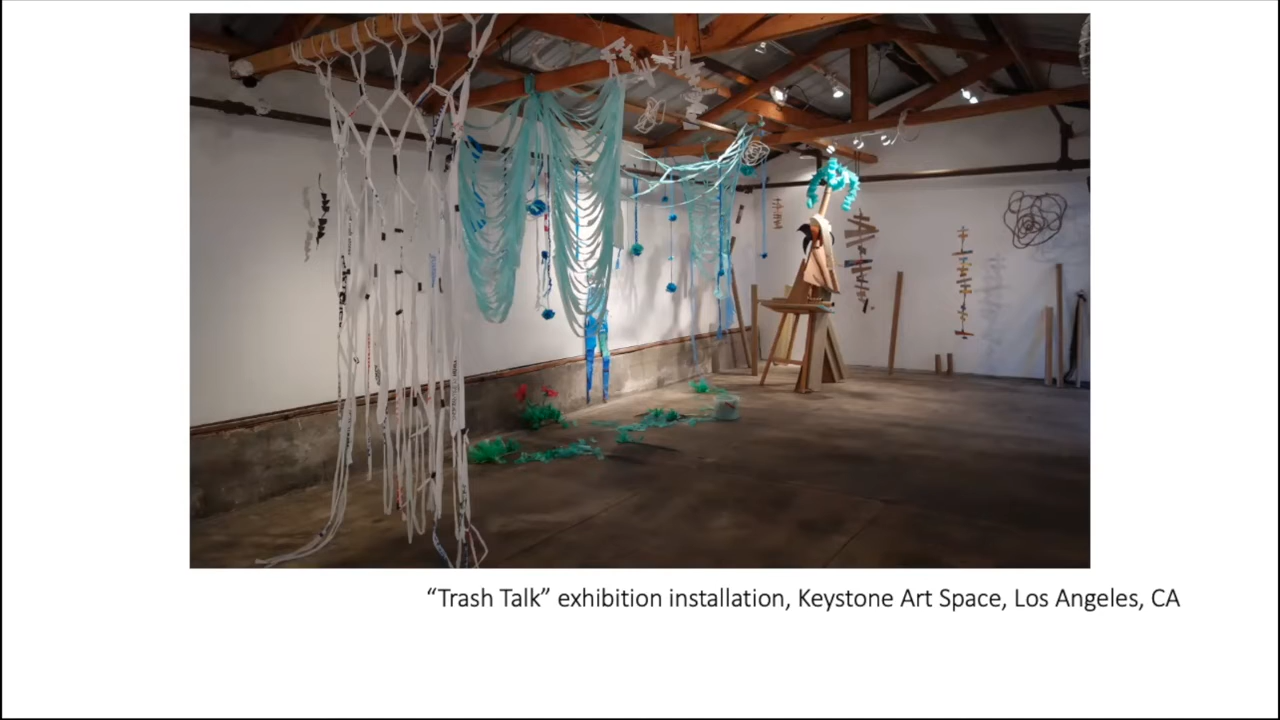 “Trash Talk” exhibition installation, Keystone Art Space, Los Angeles, CA